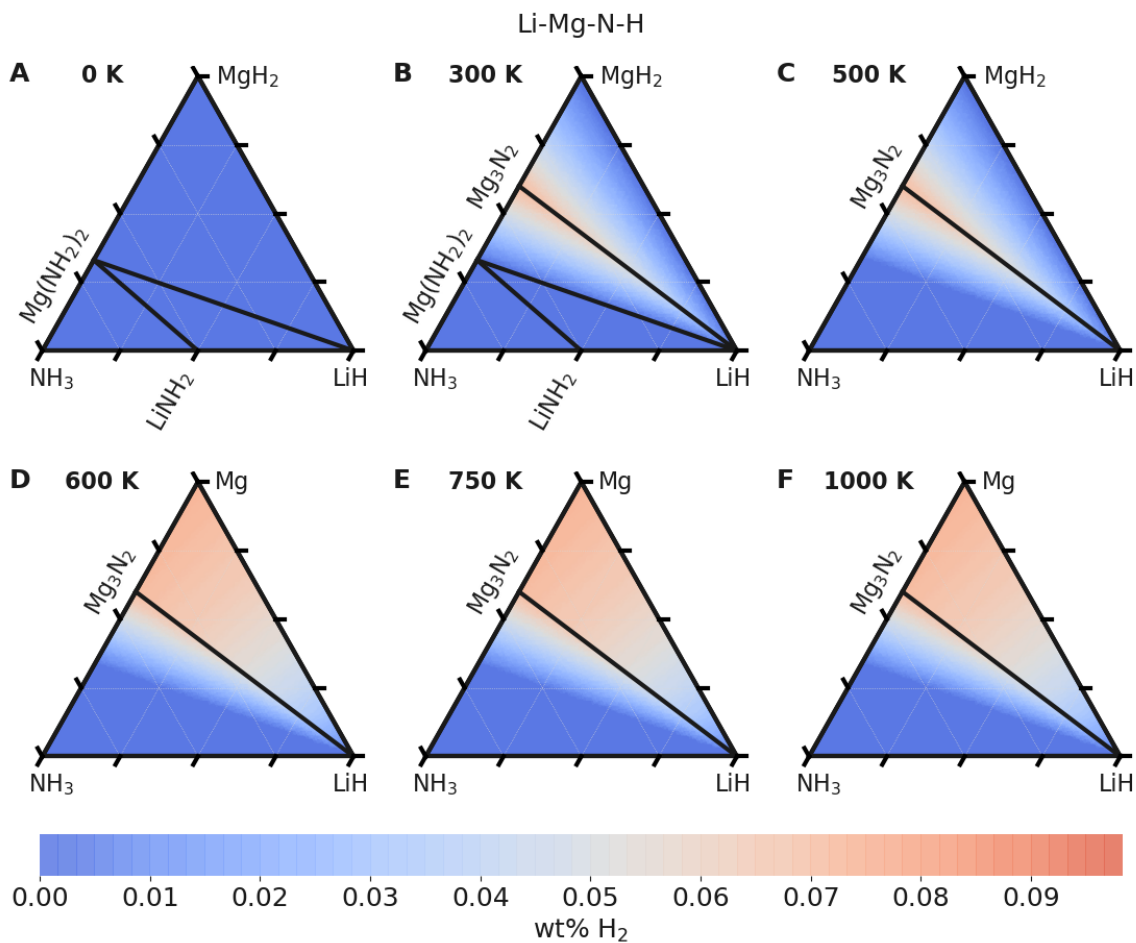 Li-Mg-N-H
A 0 K
MgH₂
Mg(NH₂)₂
NH₃
LiNH₂
LiH
B 300 K
MgH₂
Mg₃N₂
Mg(NH₂)₂
NH₃
LiNH₂
LiH
C 500 K
MgH₂
Mg₃N₂
NH₃
LiH
D 600 K
Mg
Mg₃N₂
NH₃
LiH
E 750 K
Mg
Mg₃N₂
NH₃
LiH
F 1000 K
Mg
Mg₃N₂
NH₃
LiH
0.00 0.01 0.02 0.03 0.04 0.05 0.06 0.07 0.08 0.09
wt% H₂